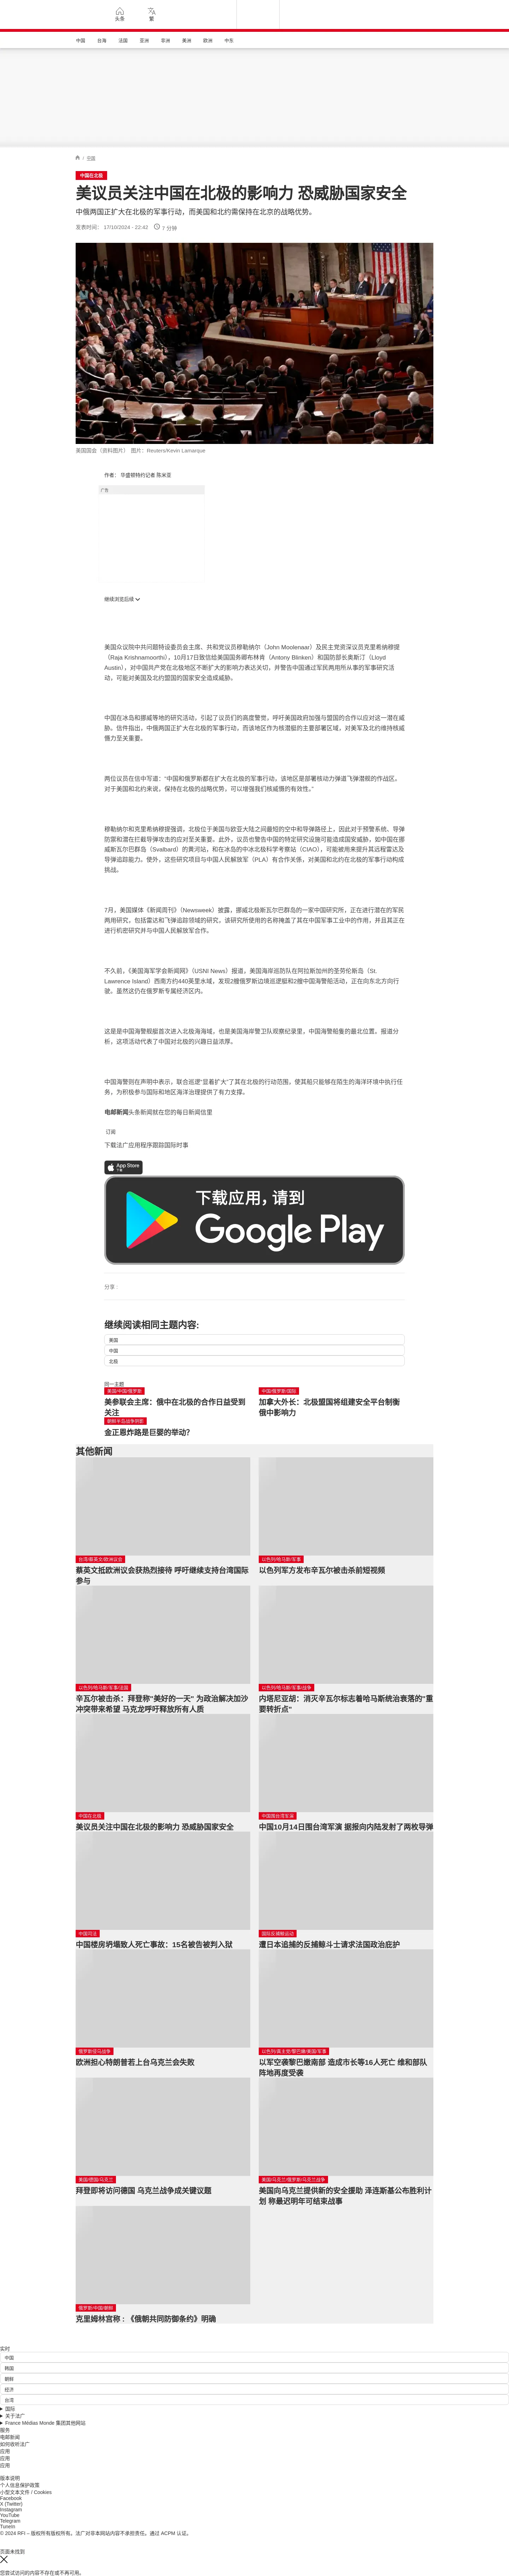 头条
繁
中国
台海
法国
亚洲
非洲
美洲
欧洲
中东
/ 中国
中国在北极
美议员关注中国在北极的影响力 恐威胁国家安全
中俄两国正扩大在北极的军事行动，而美国和北约需保持在北京的战略优势。
发表时间： 17/10/2024 - 22:42
7 分钟
美国国会（资料图片） 图片：Reuters/Kevin Lamarque
作者： 华盛顿特约记者 陈米亚
广告
继续浏览后续
美国众议院中共问题特设委员会主席、共和党议员穆勒纳尔（John Moolenaar）及民主党资深议员克里希纳穆提
（Raja Krishnamoorthi），10月17日致信给美国国务卿布林肯（Antony Blinken）和国防部长奥斯汀（Lloyd
Austin），对中国共产党在北极地区不断扩大的影响力表达关切，并警告中国通过军民两用所从事的军事研究活
动，可能对美国及北约盟国的国家安全造成威胁。
中国在冰岛和挪威等地的研究活动，引起了议员们的高度警觉，呼吁美国政府加强与盟国的合作以应对这一潜在威
胁。信件指出，中俄两国正扩大在北极的军事行动，而该地区作为核潜艇的主要部署区域，对美军及北约维持核威
慑力至关重要。
两位议员在信中写道：“中国和俄罗斯都在扩大在北极的军事行动，该地区是部署核动力弹道飞弹潜舰的作战区。
对于美国和北约来说，保持在北极的战略优势，可以增强我们核威慑的有效性。”
穆勒纳尔和克里希纳穆提强调，北极位于美国与欧亚大陆之间最短的空中和导弹路径上，因此对于预警系统、导弹
防禦和潜在拦截导弹攻击的应对至关重要。此外，议员也警告中国的特定研究设施可能造成国安威胁，如中国在挪
威斯瓦尔巴群岛（Svalbard）的黄河站，和在冰岛的中冰北极科学考察站（CIAO），可能被用来提升其远程雷达及
导弹追踪能力。使外，这些研究项目与中国人民解放军（PLA）有合作关係，对美国和北约在北极的军事行动构成
挑战。
7月，美国媒体《新闻周刊》（Newsweek）披露，挪威北极斯瓦尔巴群岛的一家中国研究所，正在进行潜在的军民
两用研究，包括雷达和飞弹追踪领域的研究，该研究所使用的名称掩盖了其在中国军事工业中的作用，并且其正在
进行机密研究并与中国人民解放军合作。
不久前，《美国海军学会新闻网》（USNI News）报道，美国海岸巡防队在阿拉斯加州的圣劳伦斯岛（St.
Lawrence Island）西南方约440英里水域，发现2艘俄罗斯边境巡逻艇和2艘中国海警船活动，正在向东北方向行
驶，虽然这仍在俄罗斯专属经济区内。
这是中国海警舰艇首次进入北极海海域，也是美国海岸警卫队观察纪录里，中国海警船隻的最北位置。报道分
析，这项活动代表了中国对北极的兴趣日益浓厚。
中国海警则在声明中表示，联合巡逻“显着扩大”了其在北极的行动范围，使其船只能够在陌生的海洋环境中执行任
务，为积极参与国际和地区海洋治理提供了有力支撑。
电邮新闻头条新闻就在您的每日新闻信里
订阅
下载法广应用程序跟踪国际时事
App Store
下载应用，请到
Google Play
分享 :
继续阅读相同主题内容:
美国
中国
北极
同一主题
美国/中国/俄罗斯
美参联会主席：俄中在北极的合作日益受到
关注
中国/俄罗斯/国际
加拿大外长：北极盟国将组建安全平台制衡
俄中影响力
朝鲜半岛战争阴影
金正恩炸路是巨婴的举动?
其他新闻
台湾/蔡英文/欧洲议会
蔡英文抵欧洲议会获热烈接待 呼吁继续支持台湾国际
参与
以色列/哈马斯/军事
以色列军方发布辛瓦尔被击杀前短视频
以色列/哈马斯/军事/法国
辛瓦尔被击杀：拜登称“美好的一天” 为政治解决加沙
冲突带来希望 马克龙呼吁释放所有人质
以色列/哈马斯/军事/战争
内塔尼亚胡：消灭辛瓦尔标志着哈马斯统治衰落的“重
要转折点”
中国在北极
美议员关注中国在北极的影响力 恐威胁国家安全
中国围台湾军演
中国10月14日围台湾军演 据报向内陆发射了两枚导弹
中国司法
中国楼房坍塌致人死亡事故：15名被告被判入狱
国际反捕鲸运动
遭日本追捕的反捕鲸斗士请求法国政治庇护
俄罗斯侵乌战争
欧洲担心特朗普若上台乌克兰会失败
以色列/真主党/黎巴嫩/美国/军事
以军空袭黎巴嫩南部 造成市长等16人死亡 维和部队
阵地再度受袭
美国/德国/乌克兰
拜登即将访问德国 乌克兰战争成关键议题
美国/乌克兰/俄罗斯/乌克兰战争
美国向乌克兰提供新的安全援助 泽连斯基公布胜利计
划 称最迟明年可结束战事
俄罗斯/中国/朝鲜
克里姆林宫称 : 《俄朝共同防御条约》明确
实时
中国
韩国
朝鲜
经济
台湾
国际
关于法广
France Médias Monde 集团其他网站
服务
电邮新闻
如何收听法广
应用
应用
应用
版本说明
个人信息保护政策
小型文本文件 / Cookies
Facebook
X (Twitter)
Instagram
YouTube
Telegram
TuneIn
© 2024 RFI – 版权所有版权所有。法广对非本网站内容不承担责任。通过 ACPM 认证。
页面未找到
您尝试访问的内容不存在或不再可用。